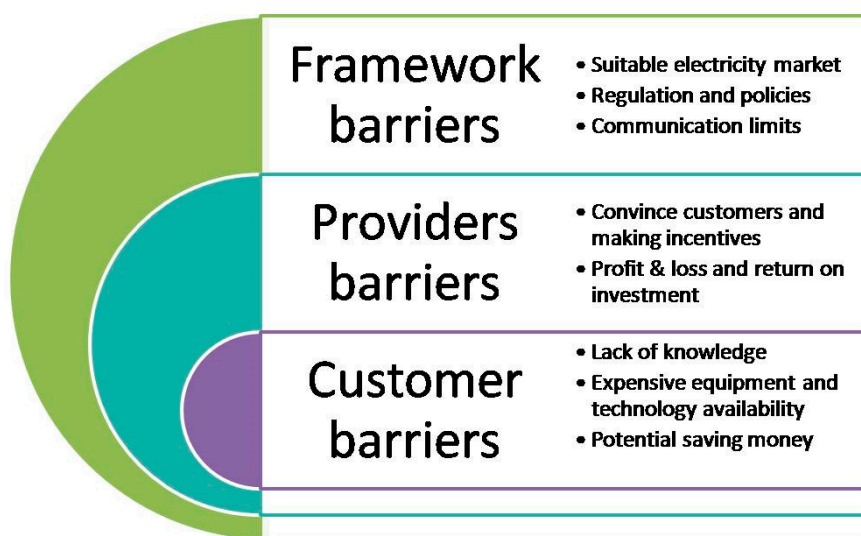 Framework
barriers
• Suitable electricity market
• Regulation and policies
• Communication limits
Providers
barriers
• Convince customers and
making incentives
• Profit & loss and return on
investment
Customer
barriers
• Lack of knowledge
• Expensive equipment and
technology availability
• Potential saving money